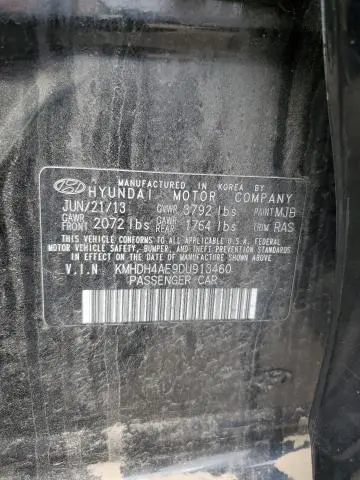 MANUFACTURED IN KOREA BY
HYUNDAI MOTOR COMPANY
JUN/21/13 GVWR 3792 lbs PAINT MJB
GAWR FRONT 2072 lbs GAWR REAR 1764 lbs TRIM RAS
THIS VEHICLE CONFORMS TO ALL APPLICABLE U.S. FEDERAL
MOTOR VEHICLE SAFETY, BUMPER, AND THEFT PREVENTION
STANDARDS IN EFFECT ON THE DATE OF MANUFACTURE SHOWN ABOVE.
V.I.N KMHDH4AE9DU913460
PASSENGER CAR